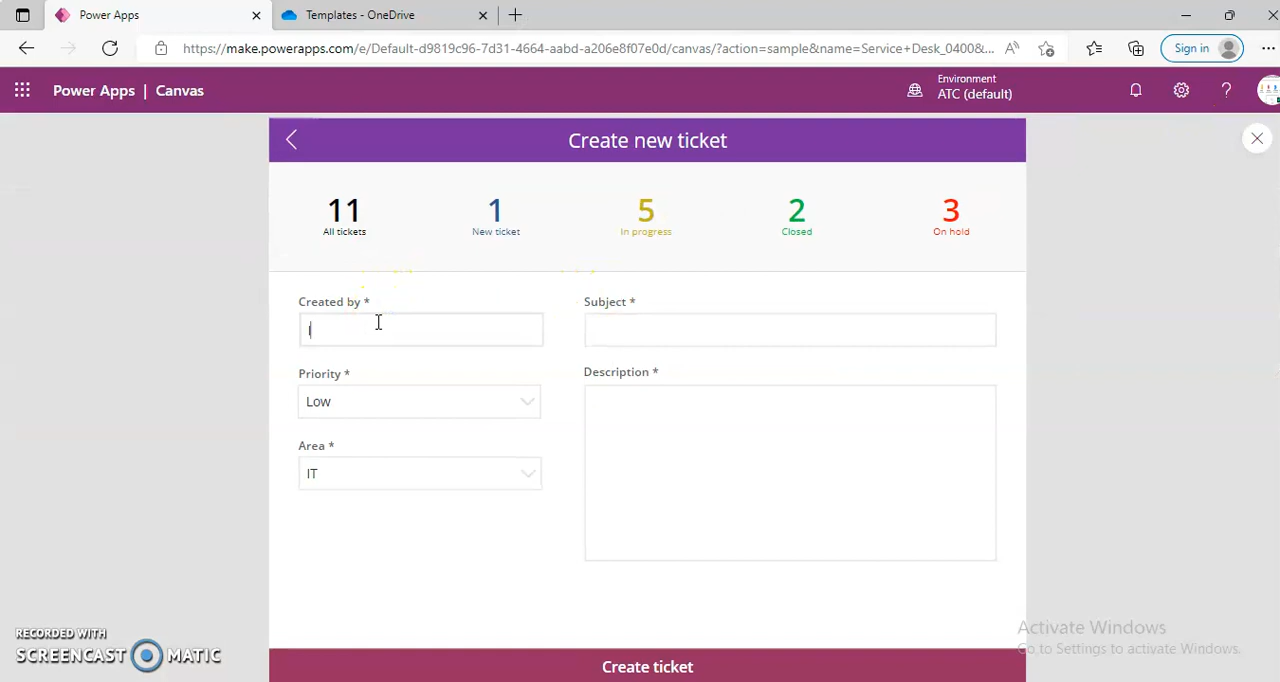 Power Apps
Templates - OneDrive
https://make.powerapps.com/e/Default-d9819c96-7d31-4664-aabd-a206e8f07e0d/canvas/?action=sample&name=Service+Desk_0400&...
Sign in
Power Apps | Canvas
Environment
ATC (default)
Create new ticket
11
All tickets
1
New ticket
5
In progress
2
Closed
3
On hold
Created by *
Subject *
Priority *
Low
Description *
Area *
IT
Create ticket
RECORDED WITH
SCREENCAST MATIC
Activate Windows
Go to Settings to activate Windows.